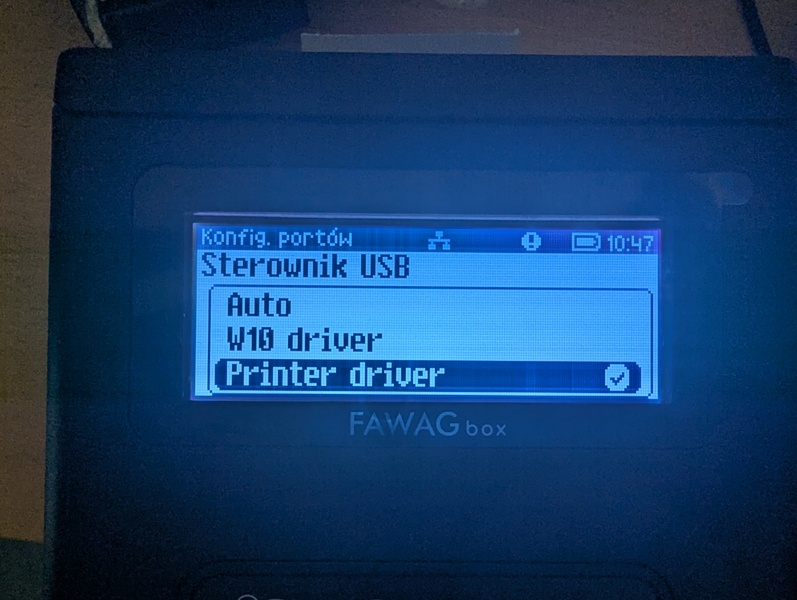 Konfig. portów 10:47
Sterownik USB
Auto
W10 driver
Printer driver
FAWAG box